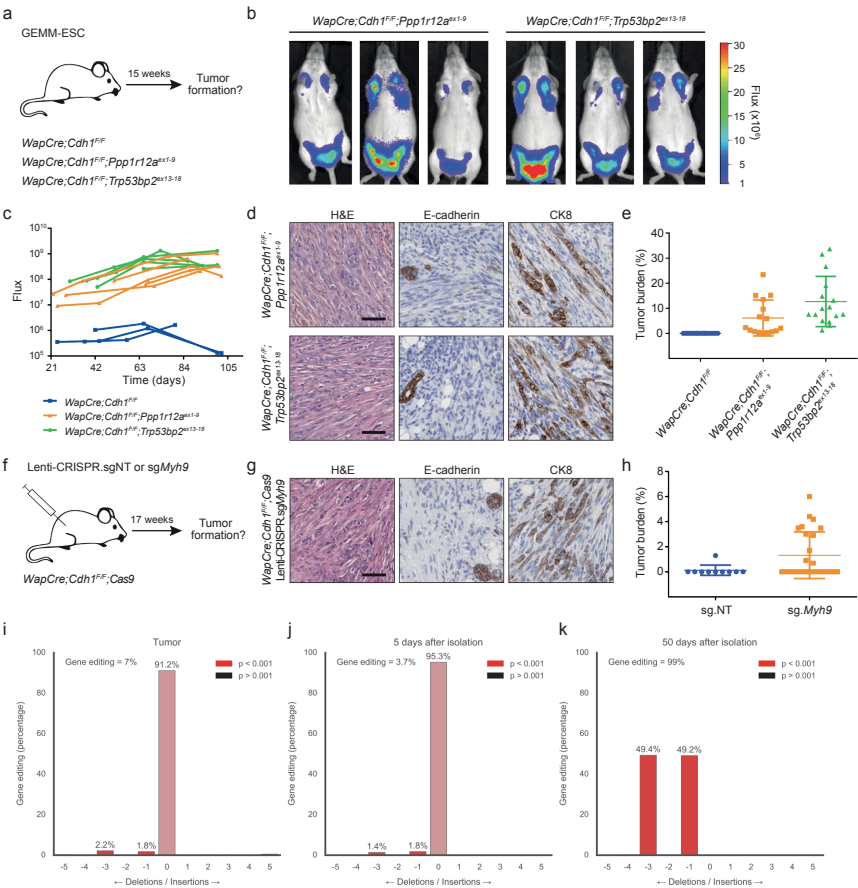 a
GEMM-ESC
15 weeks
Tumor
formation?
WapCre;Cdh1F/F
WapCre;Cdh1F/F;Ppp1r12aex1-9
WapCre;Cdh1F/F;Trp53bp2ex13-18
b
WapCre;Cdh1F/F;Ppp1r12aex1-9
WapCre;Cdh1F/F;Trp53bp2ex13-18
30
25
20
15
10
5
1
Flux (x10⁶)
c
Flux
10¹⁰
10⁹
10⁸
10⁷
10⁶
10⁵
21 42 63 84 105
Time (days)
WapCre;Cdh1F/F
WapCre;Cdh1F/F;Ppp1r12aex1-9
WapCre;Cdh1F/F;Trp53bp2ex13-18
d
H&E E-cadherin CK8
WapCre;Cdh1F/F;
Ppp1r12aex1-9
WapCre;Cdh1F/F;
Trp53bp2ex13-18
e
Tumor burden (%)
40
30
20
10
0
WapCre;Cdh1F/F
WapCre;Cdh1F/F;
Ppp1r12aex1-9
WapCre;Cdh1F/F;
Trp53bp2ex13-18
f
Lenti-CRISPR.sgNT or sgMyh9
17 weeks
Tumor
formation?
WapCre;Cdh1F/F;Cas9
g
H&E E-cadherin CK8
WapCre;Cdh1F/F;Cas9
Lenti-CRISPR.sgMyh9
h
Tumor burden (%)
8
6
4
2
0
sg.NT sg.Myh9
i
Tumor
Gene editing = 7%
91.2%
p < 0.001
p > 0.001
Gene editing (percentage)
100
80
60
40
20
0
2.2% 1.8%
-5 -4 -3 -2 -1 0 1 2 3 4 5
← Deletions / Insertions →
j
5 days after isolation
Gene editing = 3.7%
95.3%
p < 0.001
p > 0.001
Gene editing (percentage)
100
80
60
40
20
0
1.4% 1.8%
-5 -4 -3 -2 -1 0 1 2 3 4 5
← Deletions / Insertions →
k
50 days after isolation
Gene editing = 99%
p < 0.001
p > 0.001
Gene editing (percentage)
100
80
60
40
20
0
49.4% 49.2%
-5 -4 -3 -2 -1 0 1 2 3 4 5
← Deletions / Insertions →